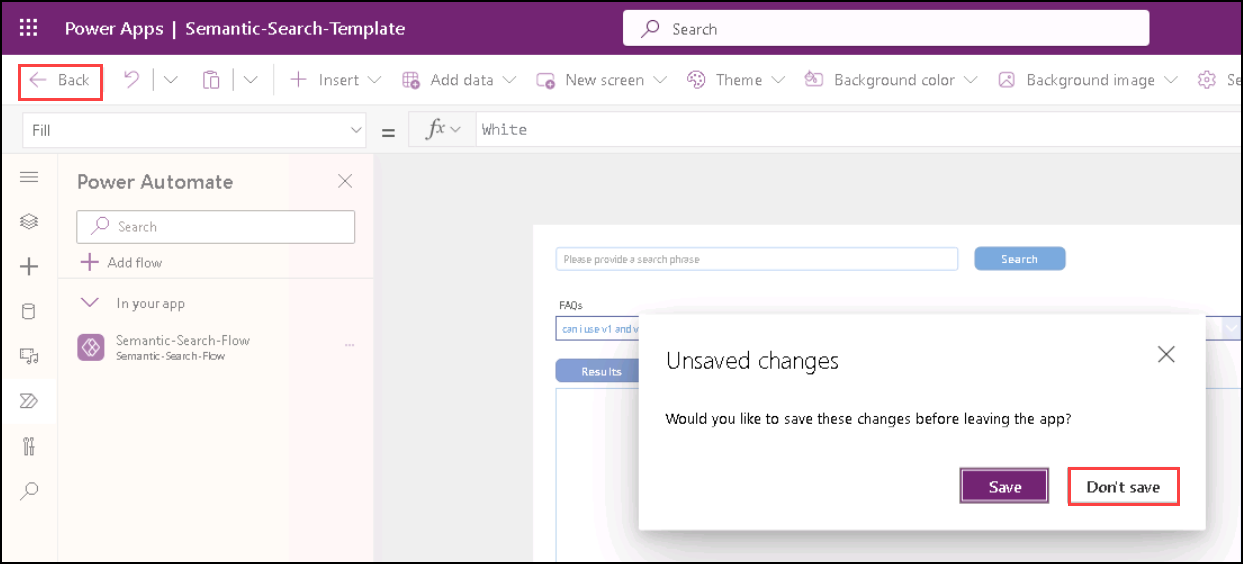 Power Apps | Semantic-Search-Template
Search
Back
Insert
Add data
New screen
Theme
Background color
Background image
Fill
=
fx
White
Power Automate
Search
Add flow
In your app
Semantic-Search-Flow
Semantic-Search-Flow
...
Please provide a search phrase
Search
FAQs
can i use v1 and
Results
Unsaved changes
Would you like to save these changes before leaving the app?
Save
Don't save